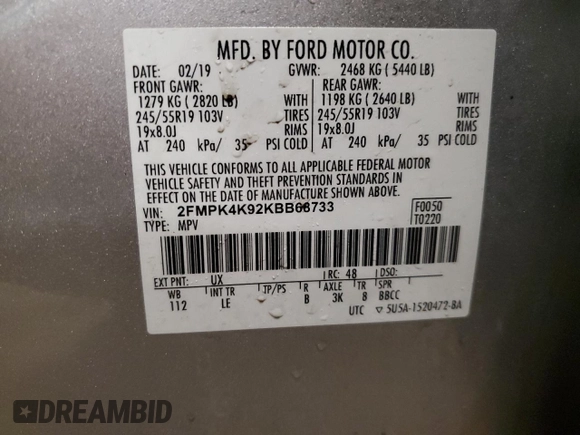 MFD. BY FORD MOTOR CO.
DATE: 02/19 GVWR: 2468 KG ( 5440 LB)
FRONT GAWR: REAR GAWR:
1279 KG ( 2820 LB) WITH 1198 KG ( 2640 LB) WITH
245/55R19 103V TIRES 245/55R19 103V TIRES
19x8.0J RIMS 19x8.0J RIMS
AT 240 kPa/ 35 PSI COLD AT 240 kPa/ 35 PSI COLD
THIS VEHICLE CONFORMS TO ALL APPLICABLE FEDERAL MOTOR
VEHICLE SAFETY AND THEFT PREVENTION STANDARDS IN
EFFECT ON THE DATE OF MANUFACTURE SHOWN ABOVE.
VIN: 2FMPK4K92KBB66733 F0050
TYPE: MPV T0220
EXT PNT: UX RC: 48 DSO:
WB INT TR TP/PS R AXLE TR SPR
112 LE B 3K 8 BBCC
UTC ▽ 5U5A-1520472-BA
DREAMBID